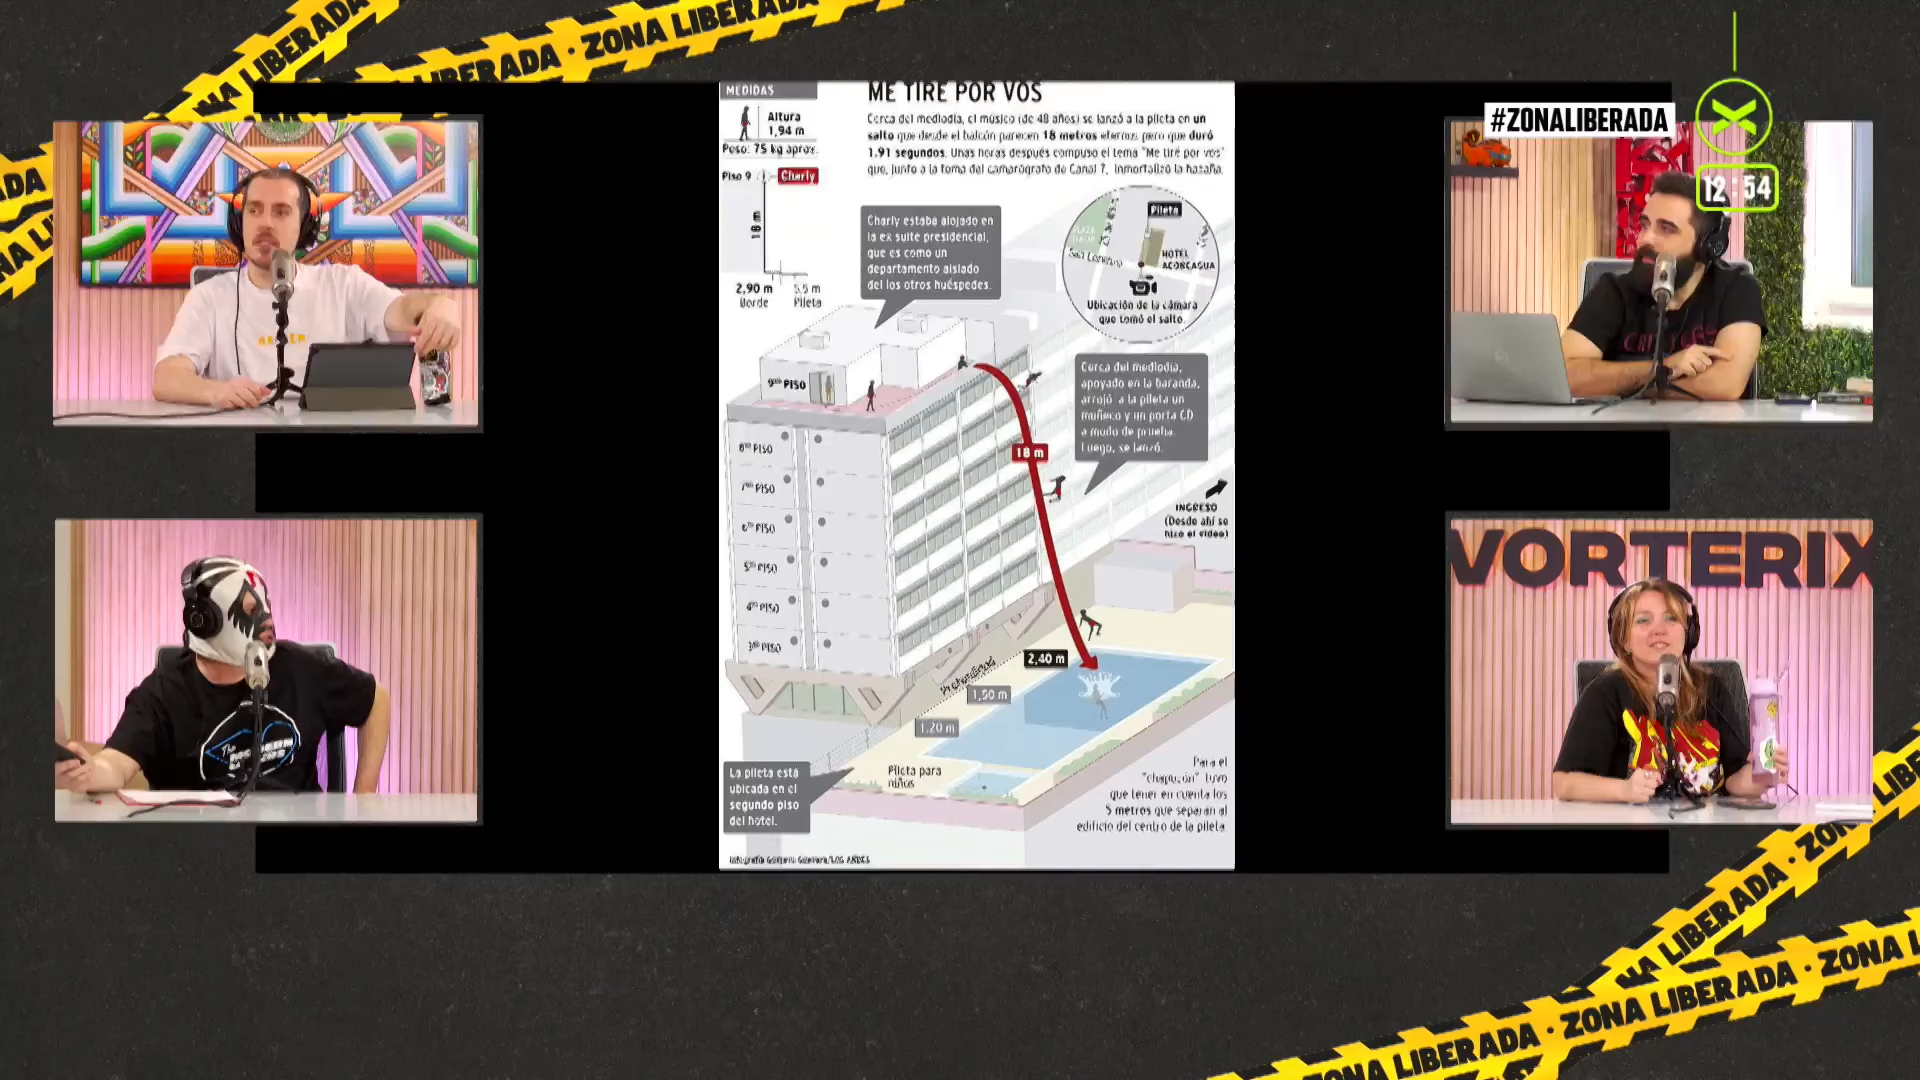 ZONA LIBERADA · ZONA LIBERADA
#ZONALIBERADA
12:54
VORTERIX
MEDIDAS
Altura
1,94 m
Peso: 75 kg aprox.
Piso 9
Charly
18 m
2,90 m
Borde
5,5 m
Pileta
ME TIRÉ POR VOS
Cerca del mediodía, el músico (de 48 años) se lanzó a la pileta en un
salto que desde el balcón parecen 18 metros eternos pero que duró
1.91 segundos. Unas horas después compuso el tema "Me tiré por vos"
que, junto a la toma del camarógrafo de Canal 7, inmortalizó la hazaña.
Charly estaba alojado en
la ex suite presidencial,
que es como un
departamento aislado
del los otros huéspedes.
Pileta
PLAZA
San Lorenzo
HOTEL
ACONCAGUA
Ubicación de la cámara
que tomó el salto.
Cerca del mediodía,
apoyado en la baranda,
arrojó a la pileta un
muñeco y un porta CD
a modo de prueba.
Luego, se lanzó.
9no PISO
8vo PISO
7mo PISO
6to PISO
5to PISO
4to PISO
3er PISO
18 m
INGRESO
(Desde ahí se
hizo el video)
2,40 m
Profundidad
1,50 m
1.20 m
La pileta está
ubicada en el
segundo piso
del hotel.
Pileta para
niños
Para el
"chapuzón" tuvo
que tener en cuenta los
5 metros que separan al
edificio del centro de la pileta.
ZONA LIBERADA · ZONA LIBERADA · ZONA L